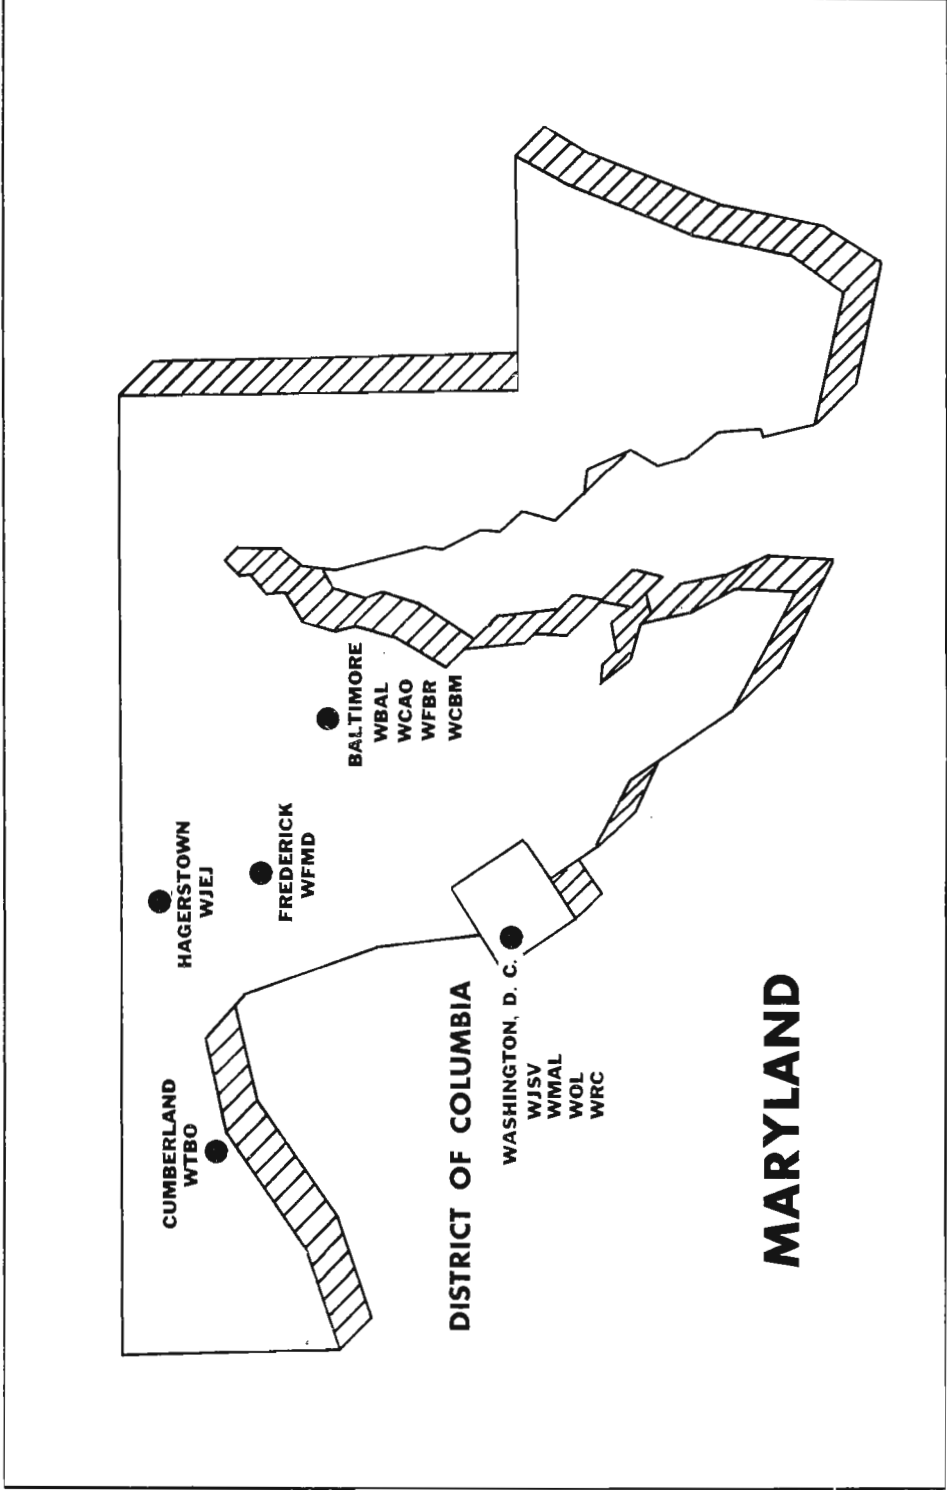 CUMBERLAND
WTBO
HAGERSTOWN
WJEJ
FREDERICK
WFMD
BALTIMORE
WBAL
WCAO
WFBR
WCBM
DISTRICT OF COLUMBIA
WASHINGTON, D. C.
WJSV
WMAL
WOL
WRC
MARYLAND